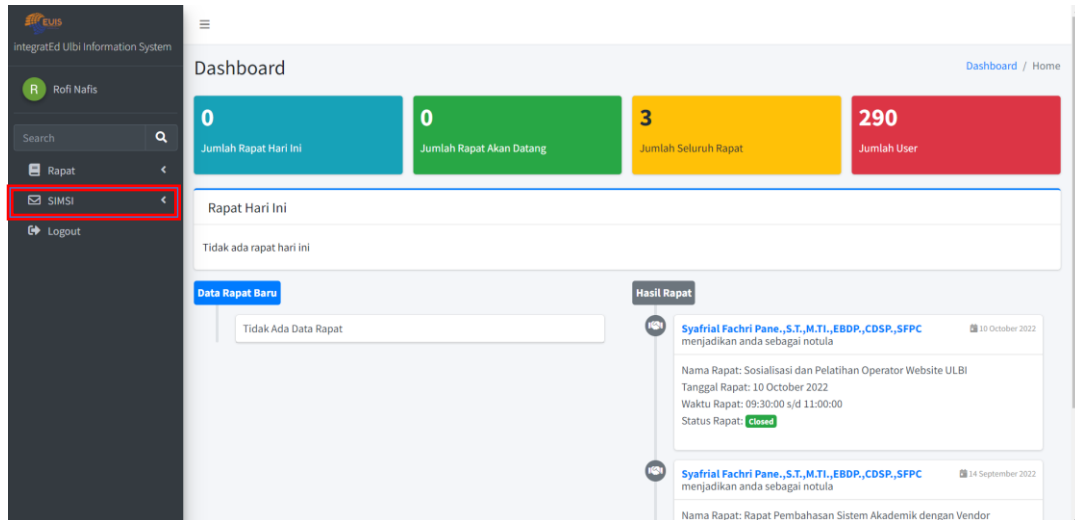 EUIS
integratEd Ulbi Information System
R
Rofi Nafis
Search
Rapat
SIMSI
Logout
Dashboard
Dashboard / Home
0
Jumlah Rapat Hari Ini
0
Jumlah Rapat Akan Datang
3
Jumlah Seluruh Rapat
290
Jumlah User
Rapat Hari Ini
Tidak ada rapat hari ini
Data Rapat Baru
Tidak Ada Data Rapat
Hasil Rapat
Syafrial Fachri Pane.,S.T.,M.TI.,EBDP.,CDSP.,SFPC
10 October 2022
menjadikan anda sebagai notula
Nama Rapat: Sosialisasi dan Pelatihan Operator Website ULBI
Tanggal Rapat: 10 October 2022
Waktu Rapat: 09:30:00 s/d 11:00:00
Status Rapat: Closed
Syafrial Fachri Pane.,S.T.,M.TI.,EBDP.,CDSP.,SFPC
14 September 2022
menjadikan anda sebagai notula
Nama Rapat: Rapat Pembahasan Sistem Akademik dengan Vendor